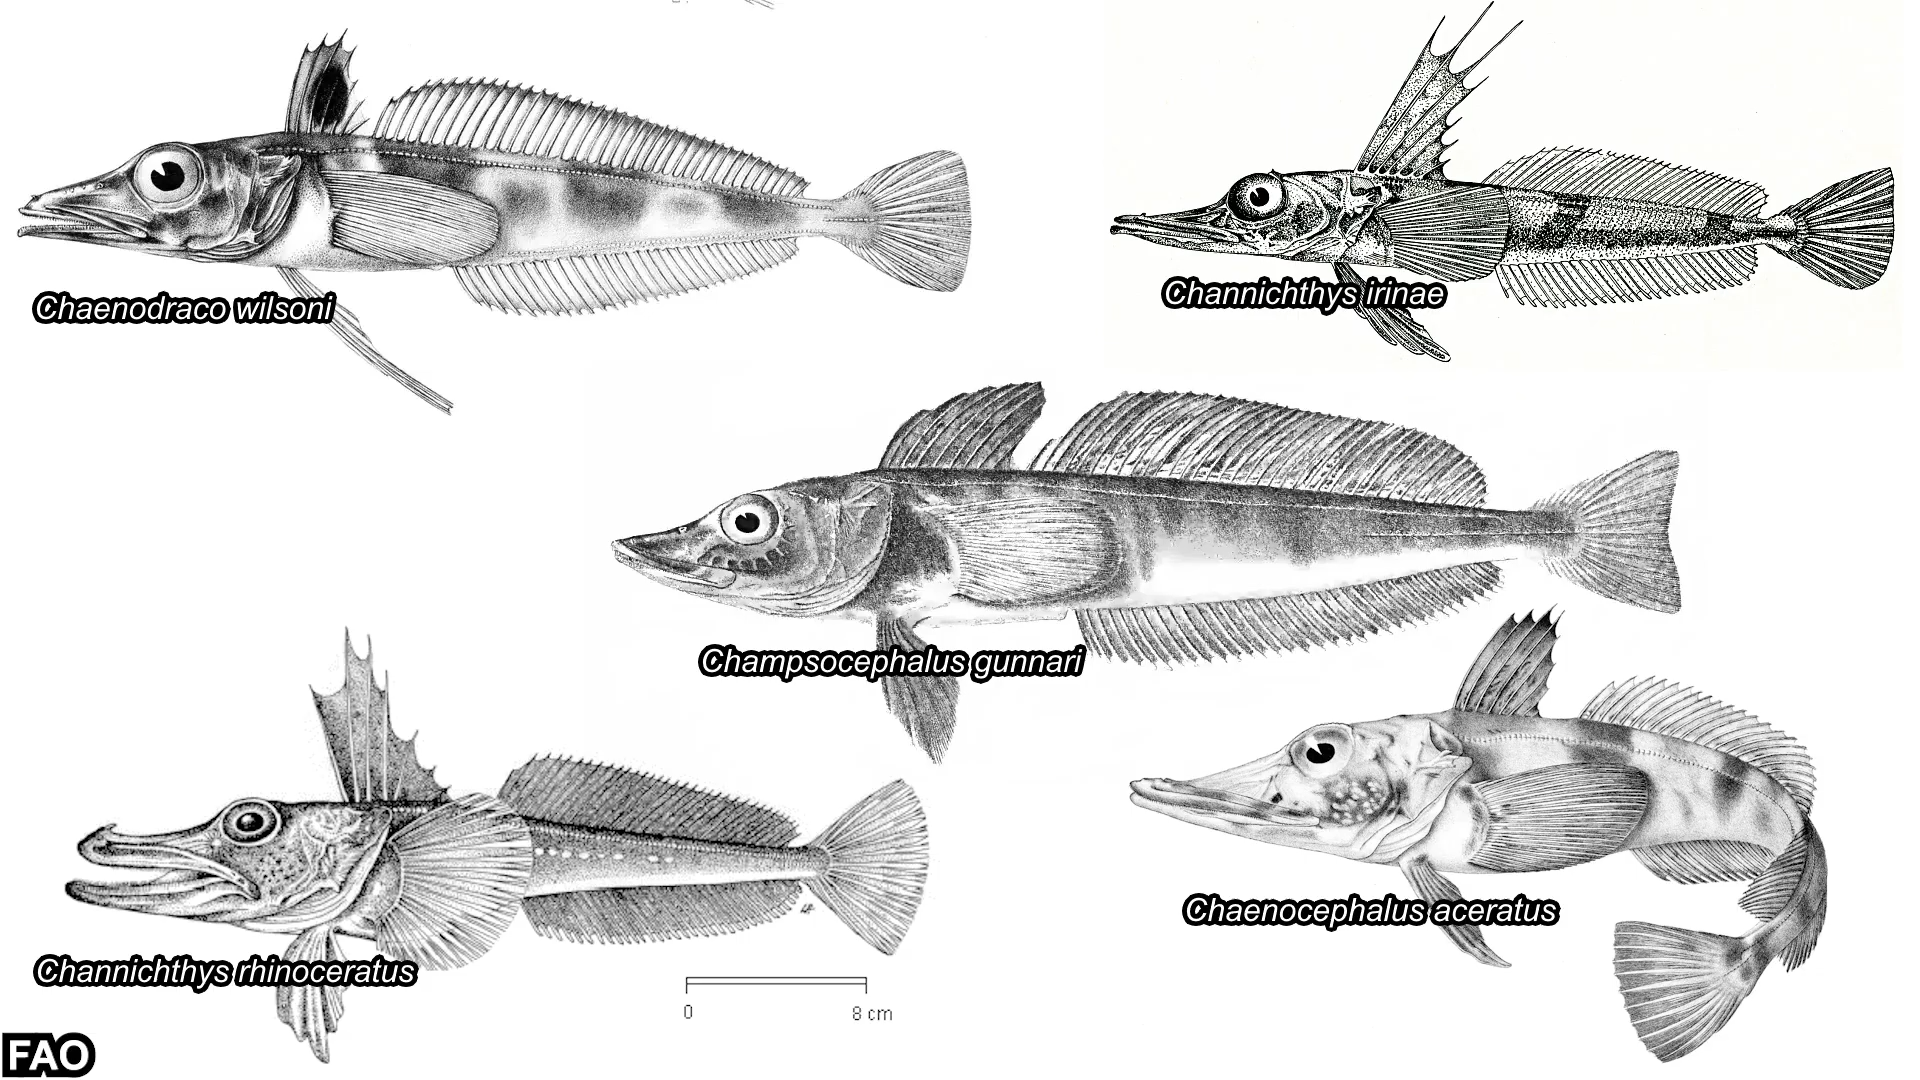 Chaenodraco wilsoni
Channichthys irinae
Champsocephalus gunnari
Chaenocephalus aceratus
Channichthys rhinoceratus
0 8 cm
FAO